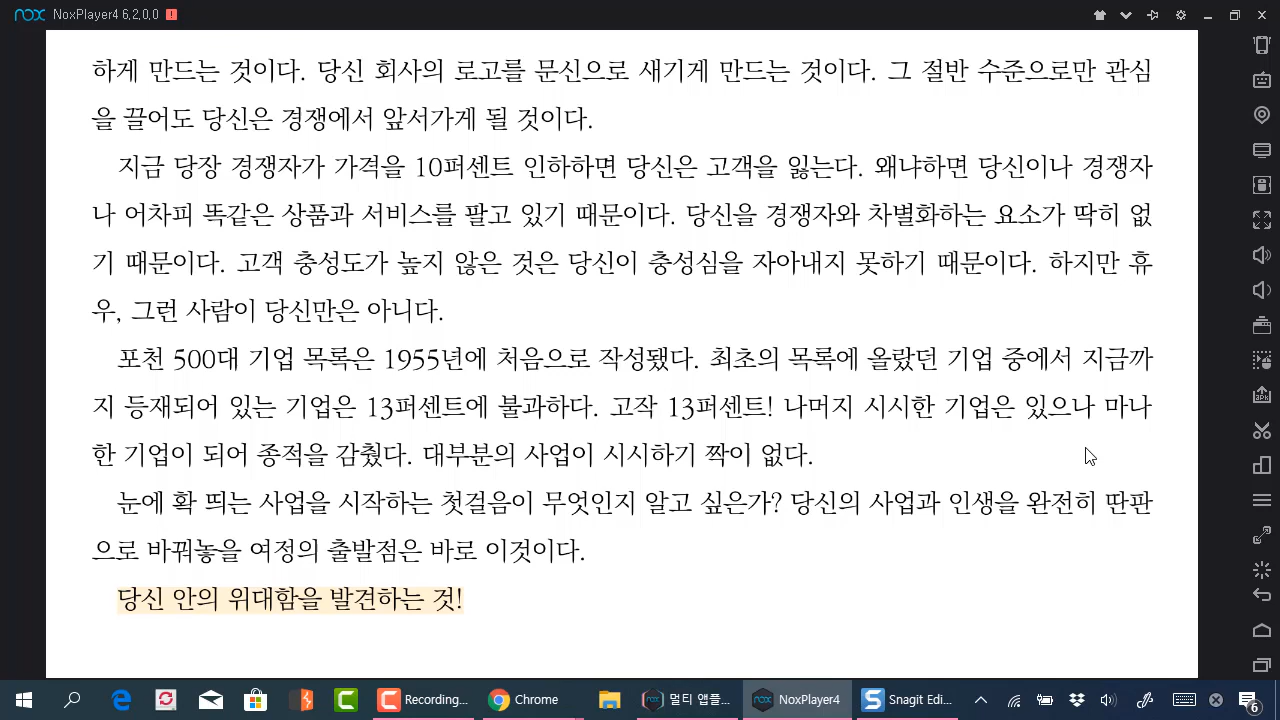 NoxPlayer4 6,2,0,0
하게 만드는 것이다. 당신 회사의 로고를 문신으로 새기게 만드는 것이다. 그 절반 수준으로만 관심
을 끌어도 당신은 경쟁에서 앞서가게 될 것이다.
지금 당장 경쟁자가 가격을 10퍼센트 인하하면 당신은 고객을 잃는다. 왜냐하면 당신이나 경쟁자
나 어차피 똑같은 상품과 서비스를 팔고 있기 때문이다. 당신을 경쟁자와 차별화하는 요소가 딱히 없
기 때문이다. 고객 충성도가 높지 않은 것은 당신이 충성심을 자아내지 못하기 때문이다. 하지만 휴
우, 그런 사람이 당신만은 아니다.
포천 500대 기업 목록은 1955년에 처음으로 작성됐다. 최초의 목록에 올랐던 기업 중에서 지금까
지 등재되어 있는 기업은 13퍼센트에 불과하다. 고작 13퍼센트! 나머지 시시한 기업은 있으나 마나
한 기업이 되어 종적을 감췄다. 대부분의 사업이 시시하기 짝이 없다.
눈에 확 띄는 사업을 시작하는 첫걸음이 무엇인지 알고 싶은가? 당신의 사업과 인생을 완전히 딴판
으로 바꿔놓을 여정의 출발점은 바로 이것이다.
당신 안의 위대함을 발견하는 것!
Recording... Chrome 멀티 앱플... NoxPlayer4 Snagit Edi... 6